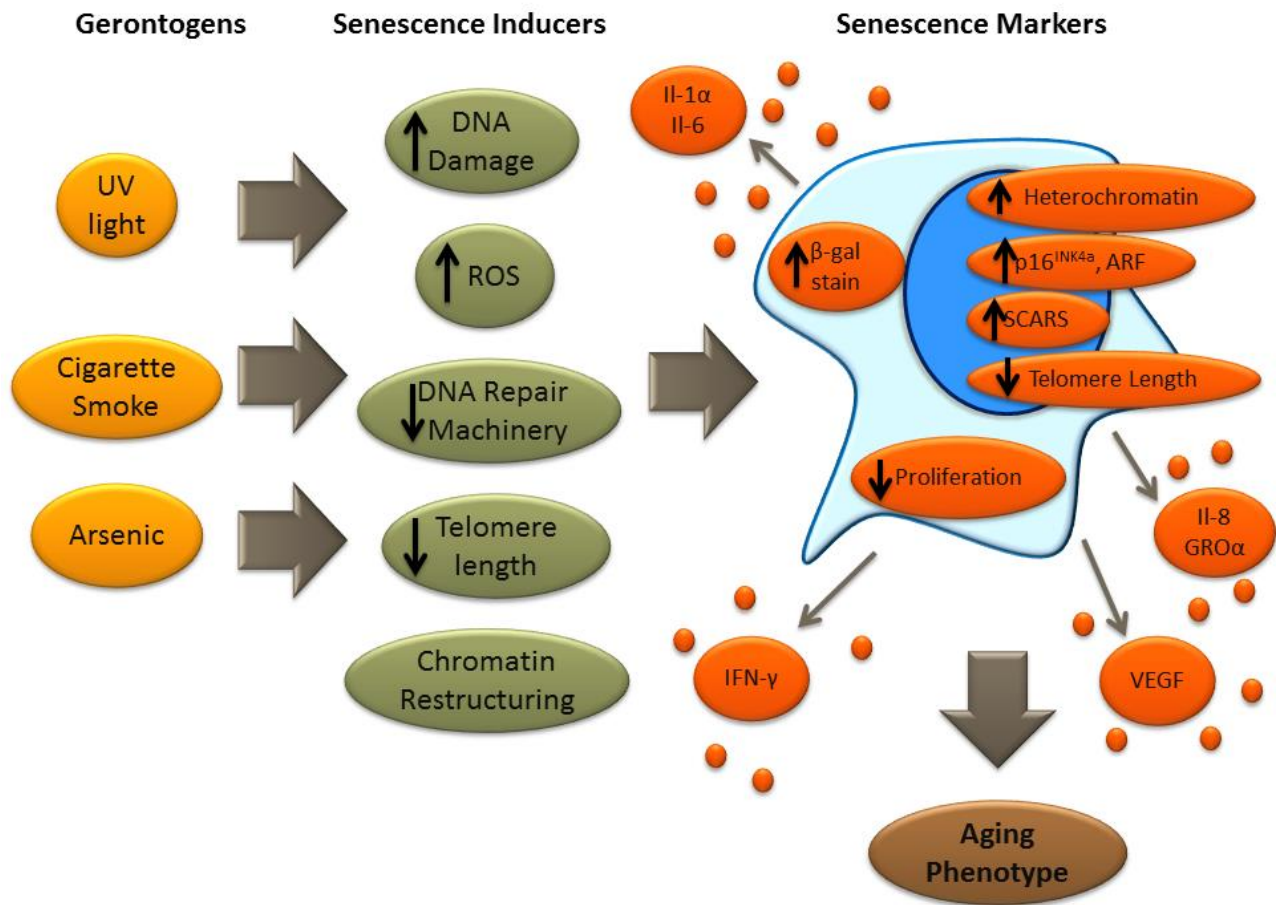 Gerontogens
Senescence Inducers
Senescence Markers
UV
light
Cigarette
Smoke
Arsenic
DNA
Damage
ROS
DNA Repair
Machinery
Telomere
length
Chromatin
Restructuring
Il-1α
Il-6
β-gal
stain
Heterochromatin
p16INK4a, ARF
SCARS
Telomere Length
Proliferation
Il-8
GROα
IFN-γ
VEGF
Aging
Phenotype